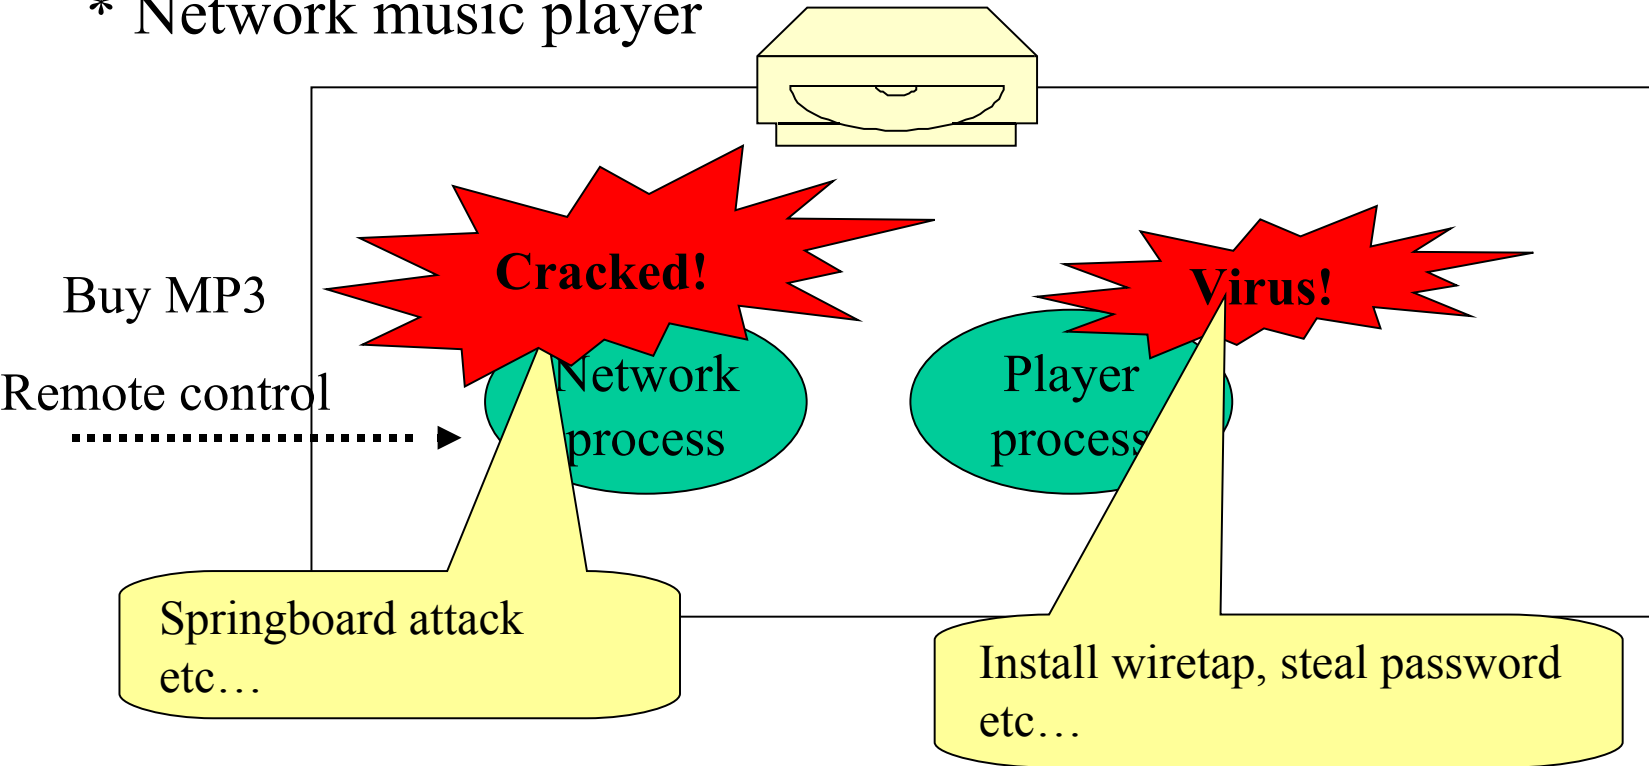 * Network music player
Cracked!
Virus!
Buy MP3
Remote control
Network
process
Player
process
Springboard attack
etc…
Install wiretap, steal password
etc…